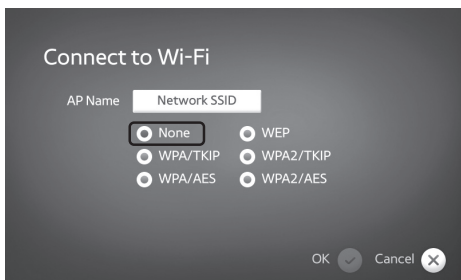 Connect to Wi-Fi
AP Name Network SSID
None WEP
WPA/TKIP WPA2/TKIP
WPA/AES WPA2/AES
OK Cancel